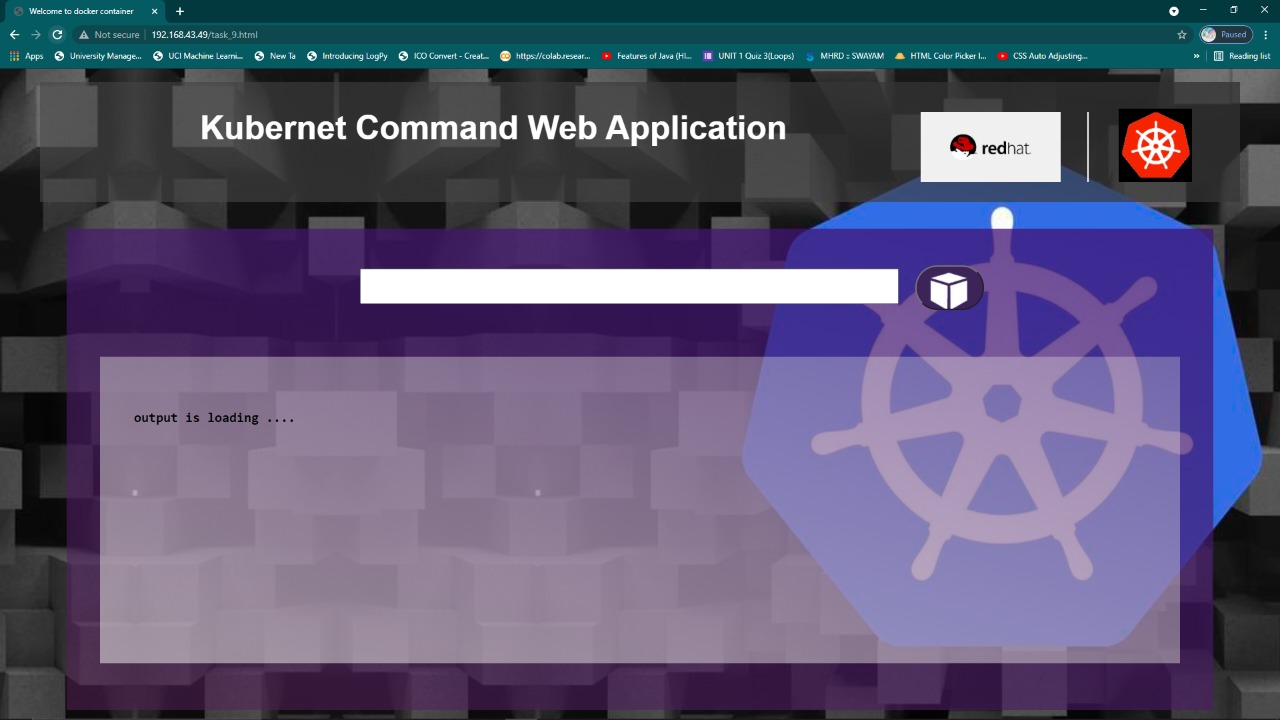 Welcome to docker container
Not secure
192.168.43.49/task_9.html
Paused
Apps
University Manage...
UCI Machine Learni...
New Ta
Introducing LogPy
ICO Convert - Creat...
https://colab.resear...
Features of Java (HI...
UNIT 1 Quiz 3(Loops)
MHRD :: SWAYAM
HTML Color Picker I...
CSS Auto Adjusting...
»
Reading list
Kubernet Command Web Application
redhat.
output is loading ....